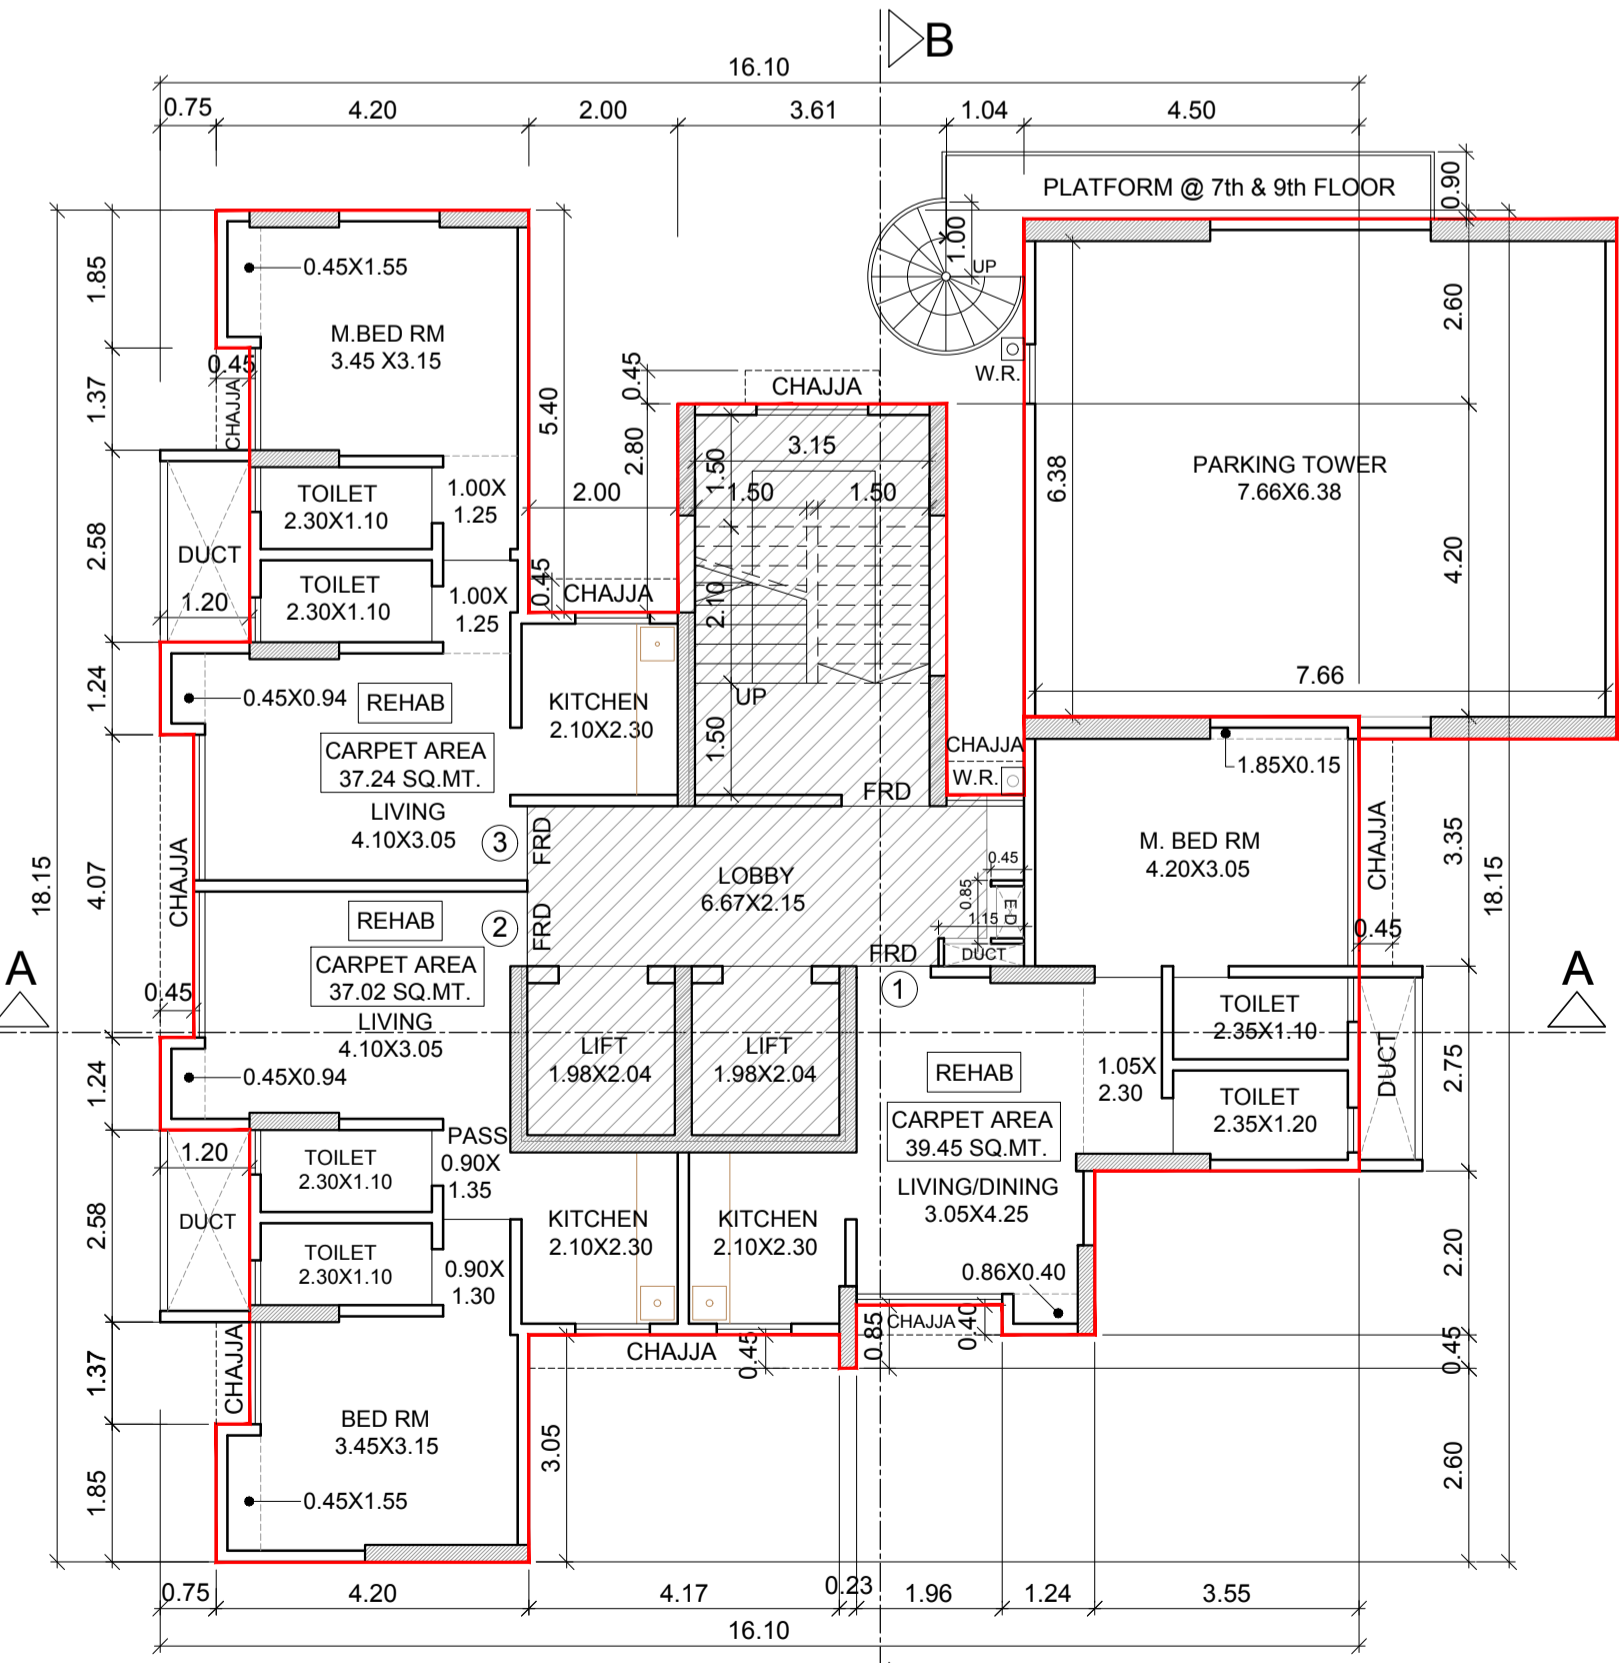 B
16.10
0.75
4.20
2.00
3.61
1.04
4.50
PLATFORM @ 7th & 9th FLOOR
0.90
1.00
UP
W.R.
1.85
0.45X1.55
M.BED RM
3.45 X3.15
0.45
CHAJJA
1.37
5.40
0.45
CHAJJA
2.80
3.15
1.50
2.00
1.50
1.50
2.10
UP
1.50
2.60
PARKING TOWER
7.66X6.38
6.38
4.20
7.66
TOILET
2.30X1.10
1.00X
1.25
DUCT
2.58
1.20
TOILET
2.30X1.10
1.00X
1.25
0.45
CHAJJA
1.24
0.45X0.94
REHAB
KITCHEN
2.10X2.30
CARPET AREA
37.24 SQ.MT.
LIVING
4.10X3.05
3
FRD
CHAJJA
W.R.
FRD
1.85X0.15
M. BED RM
4.20X3.05
CHAJJA
3.35
18.15
18.15
4.07
CHAJJA
LOBBY
6.67X2.15
0.45
0.85
E-D
1.15
DUCT
REHAB
2
FRD
FRD
1
0.45
CARPET AREA
37.02 SQ.MT.
LIVING
4.10X3.05
A
A
0.45
LIFT
1.98X2.04
LIFT
1.98X2.04
TOILET
2.35X1.10
1.24
0.45X0.94
REHAB
1.05X
2.30
DUCT
2.75
TOILET
2.35X1.20
CARPET AREA
39.45 SQ.MT.
1.20
TOILET
2.30X1.10
PASS
0.90X
1.35
LIVING/DINING
3.05X4.25
2.58
DUCT
KITCHEN
2.10X2.30
KITCHEN
2.10X2.30
TOILET
2.30X1.10
0.90X
1.30
0.86X0.40
2.20
CHAJJA
0.40
0.85
CHAJJA
0.45
0.45
1.37
CHAJJA
BED RM
3.45X3.15
3.05
2.60
1.85
0.45X1.55
0.75
4.20
4.17
0.23
1.96
1.24
3.55
16.10